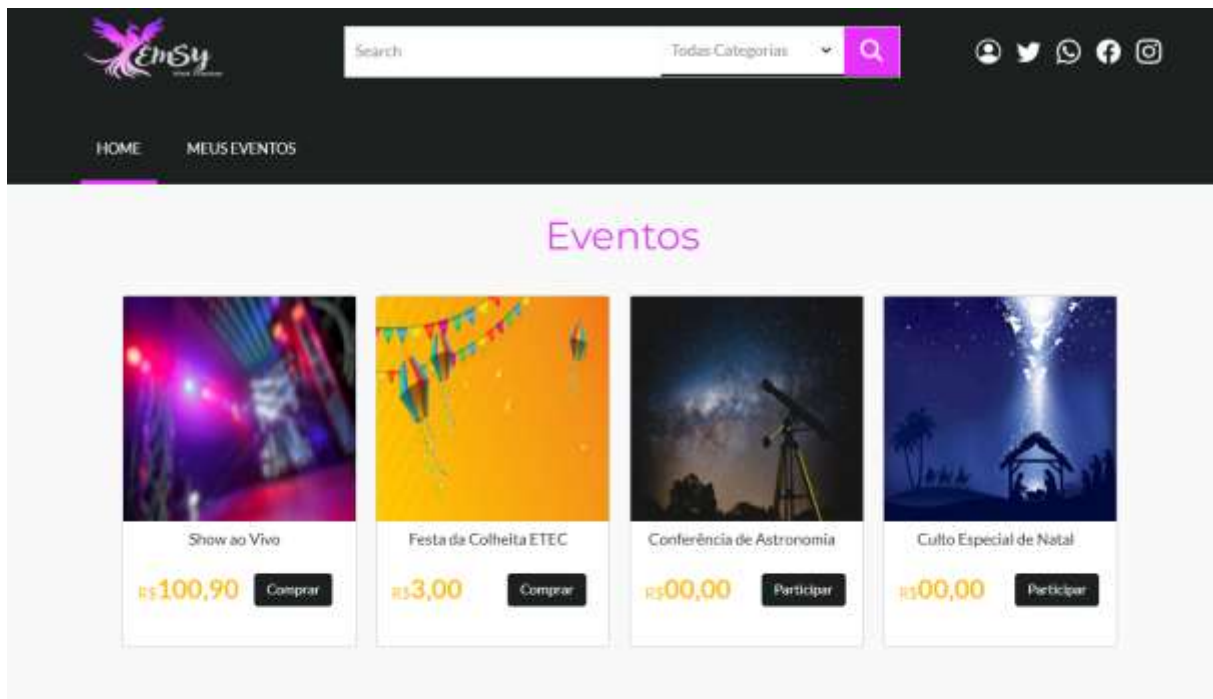 EmSy
Search
Todas Categorias
HOME
MEUS EVENTOS
Eventos
Show ao Vivo
R$100,90
Comprar
Festa da Colheita ETEC
R$3,00
Comprar
Conferência de Astronomia
R$00,00
Participar
Culto Especial de Natal
R$00,00
Participar